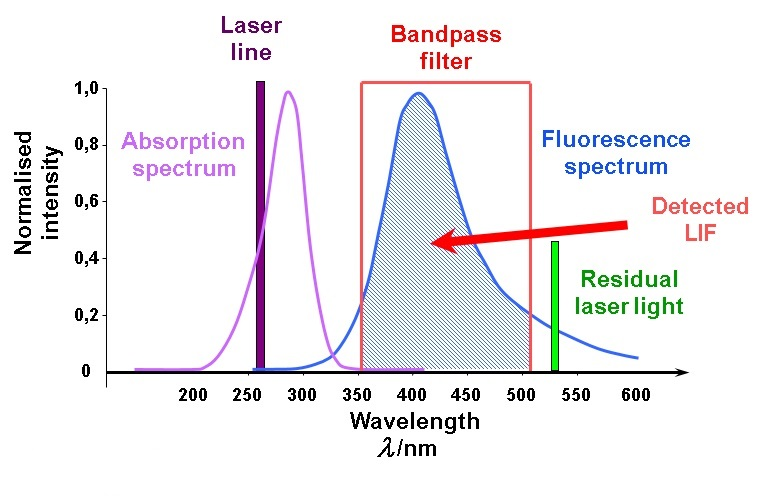 Laser
line
Bandpass
filter
Normalised
intensity
1,0
0,8
0,6
0,4
0,2
0
Absorption
spectrum
Fluorescence
spectrum
Detected
LIF
Residual
laser light
200 250 300 350 400 450 500 550 600
Wavelength
λ/nm